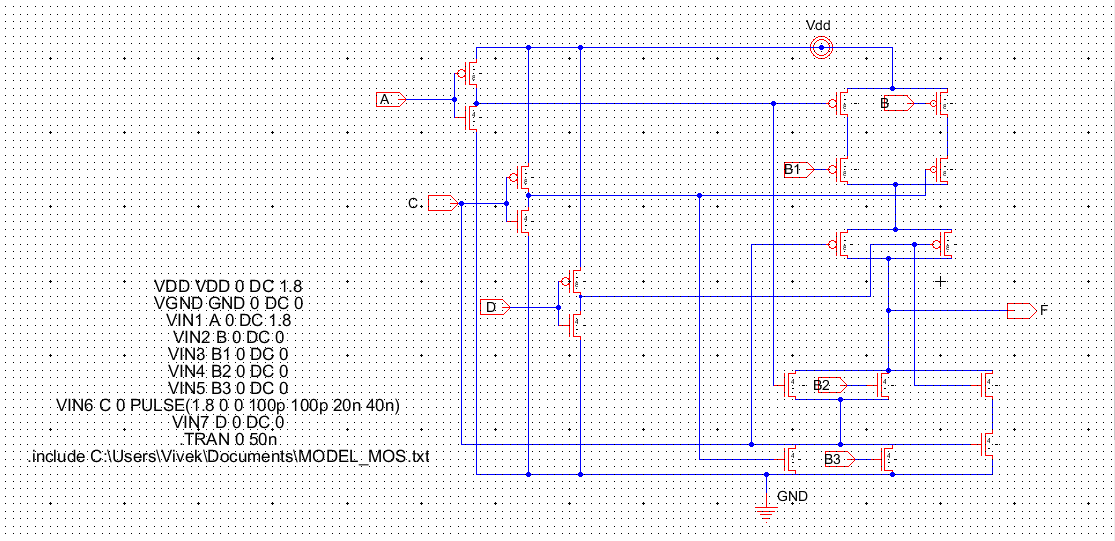 Vdd
A
B
B1
C
D
F
B2
B3
GND
VDD VDD 0 DC 1.8
VGND GND 0 DC 0
VIN1 A 0 DC 1.8
VIN2 B 0 DC 0
VIN3 B1 0 DC 0
VIN4 B2 0 DC 0
VIN5 B3 0 DC 0
VIN6 C 0 PULSE(1.8 0 0 100p 100p 20n 40n)
VIN7 D 0 DC 0
.TRAN 0 50n
.include C:\Users\Vivek\Documents\MODEL_MOS.txt